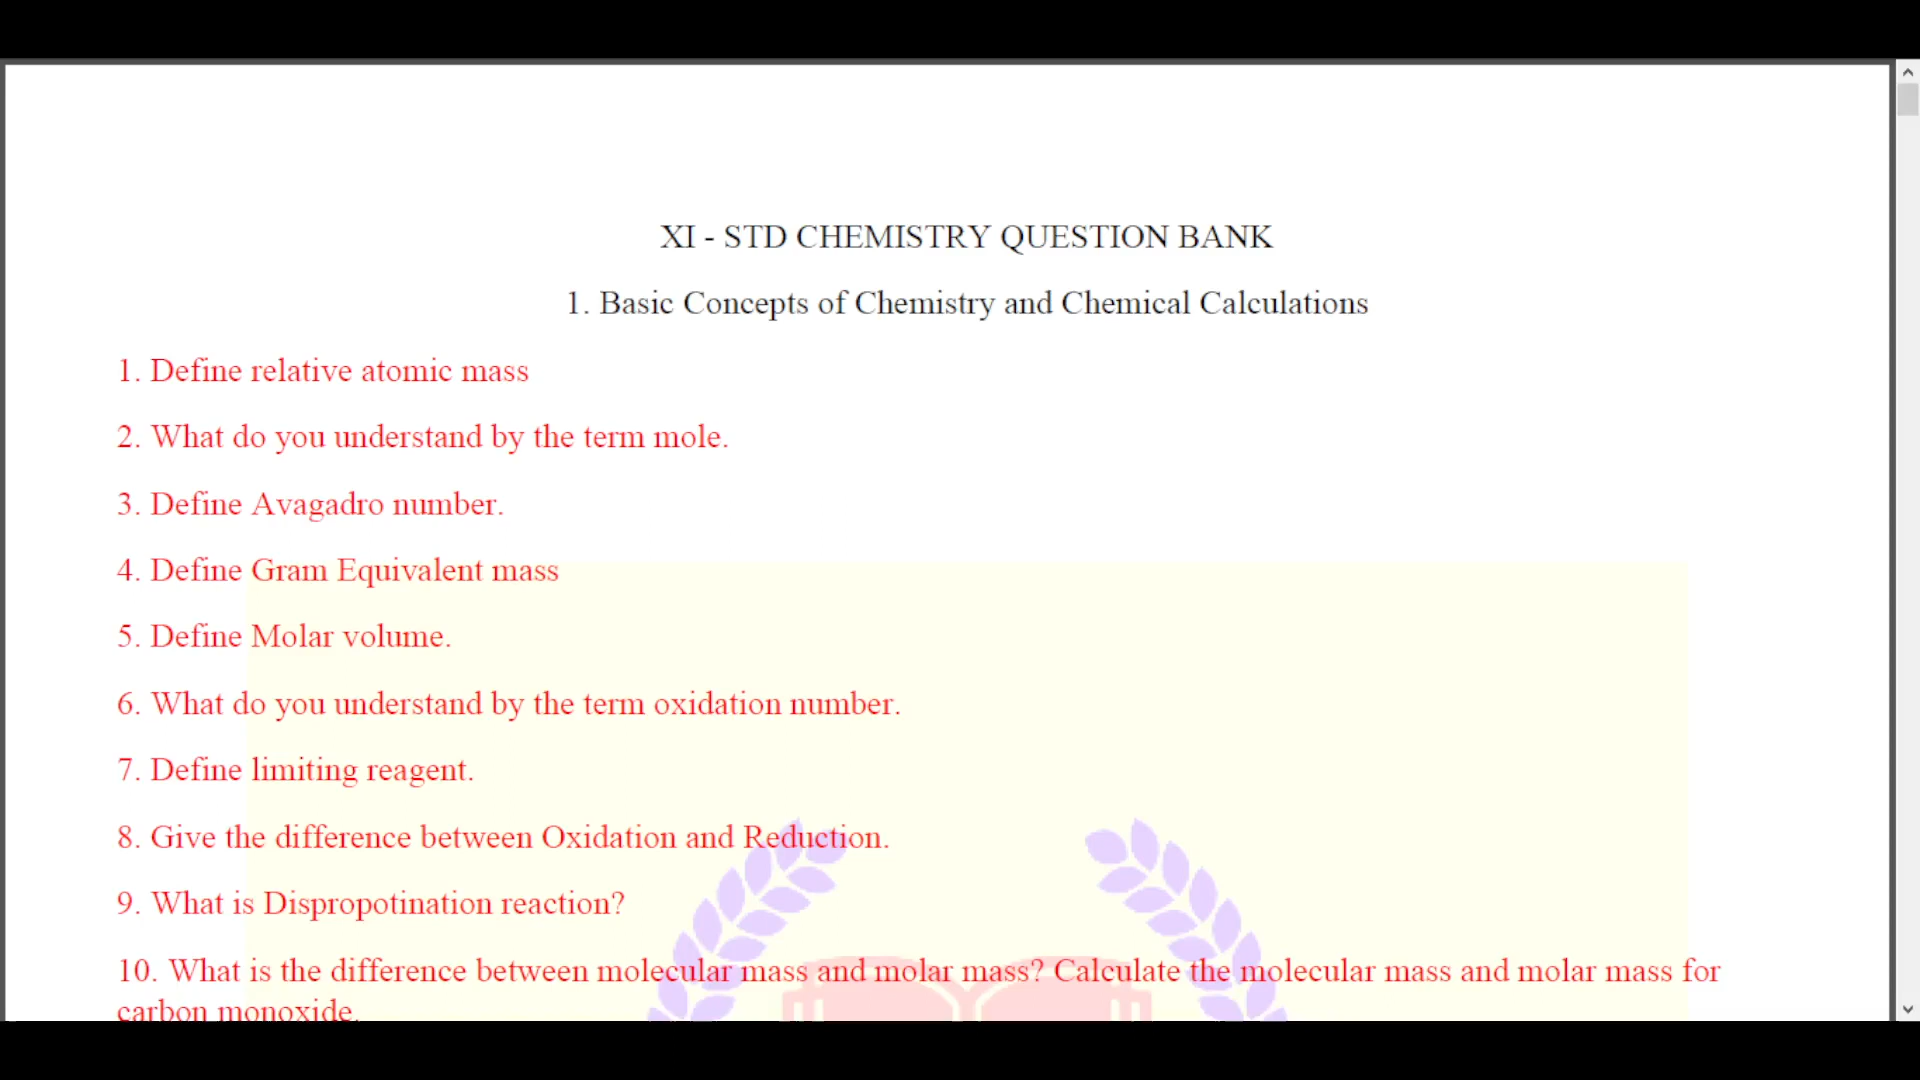 XI - STD CHEMISTRY QUESTION BANK
1. Basic Concepts of Chemistry and Chemical Calculations
1. Define relative atomic mass
2. What do you understand by the term mole.
3. Define Avagadro number.
4. Define Gram Equivalent mass
5. Define Molar volume.
6. What do you understand by the term oxidation number.
7. Define limiting reagent.
8. Give the difference between Oxidation and Reduction.
9. What is Dispropotination reaction?
10. What is the difference between molecular mass and molar mass? Calculate the molecular mass and molar mass for
carbon monoxide.